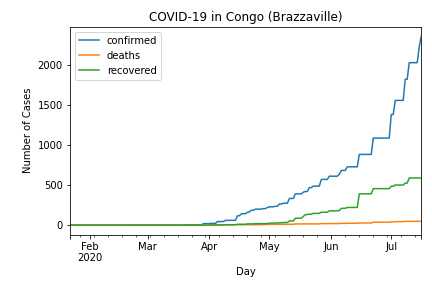 COVID-19 in Congo (Brazzaville)
confirmed
deaths
recovered
Number of Cases
2000
1500
1000
500
0
Feb Mar Apr May Jun Jul
2020
Day